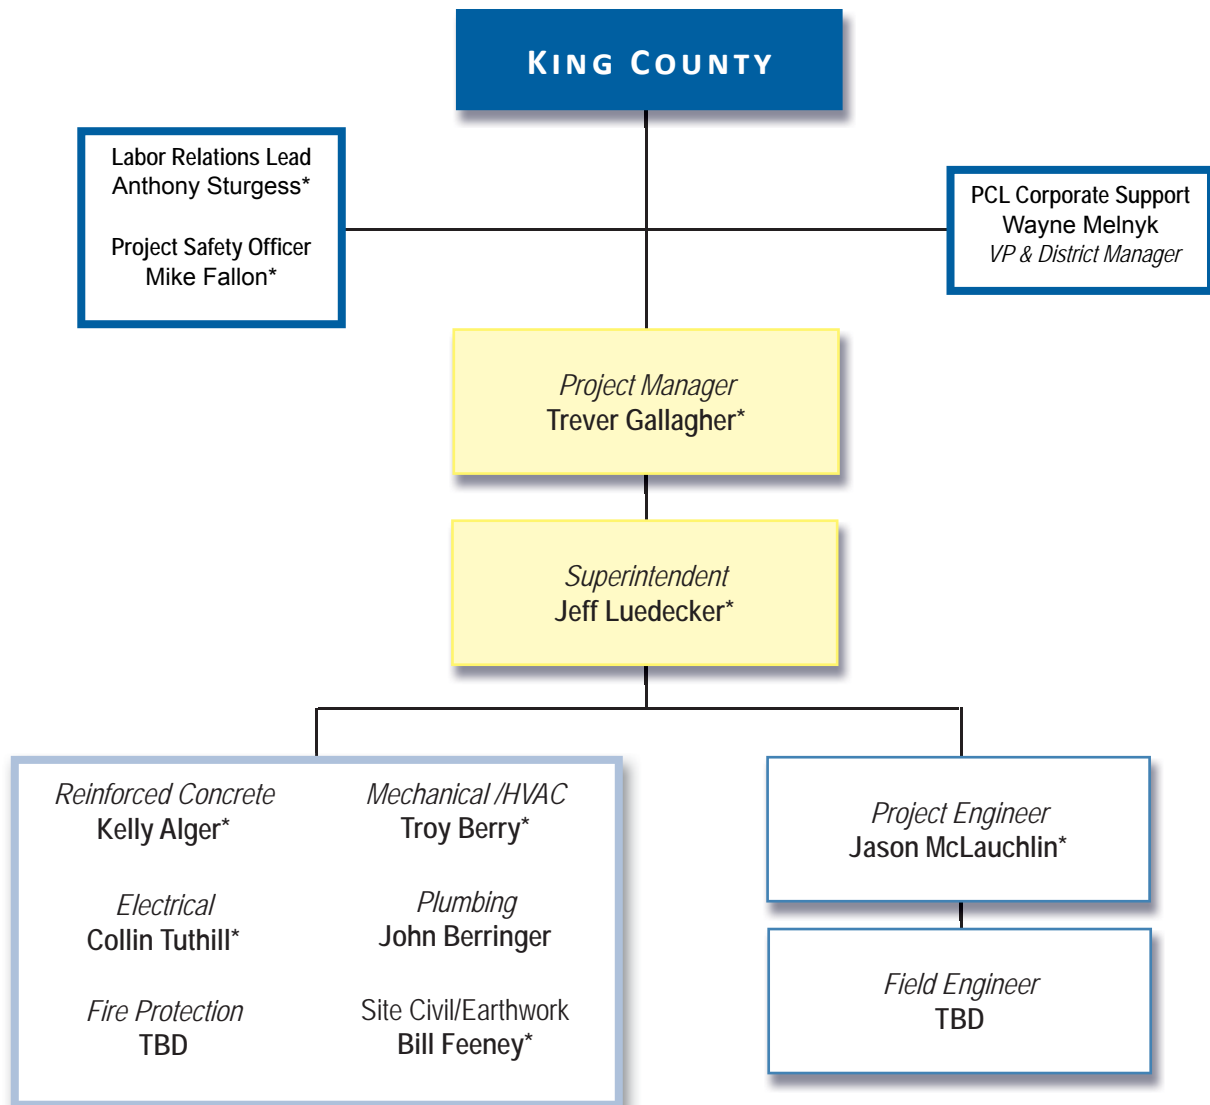 KING COUNTY
Labor Relations Lead
Anthony Sturgess*
Project Safety Officer
Mike Fallon*
PCL Corporate Support
Wayne Melnyk
VP & District Manager
Project Manager
Trever Gallagher*
Superintendent
Jeff Luedecker*
Reinforced Concrete
Kelly Alger*
Mechanical /HVAC
Troy Berry*
Electrical
Collin Tuthill*
Plumbing
John Berringer
Fire Protection
TBD
Site Civil/Earthwork
Bill Feeney*
Project Engineer
Jason McLauchlin*
Field Engineer
TBD